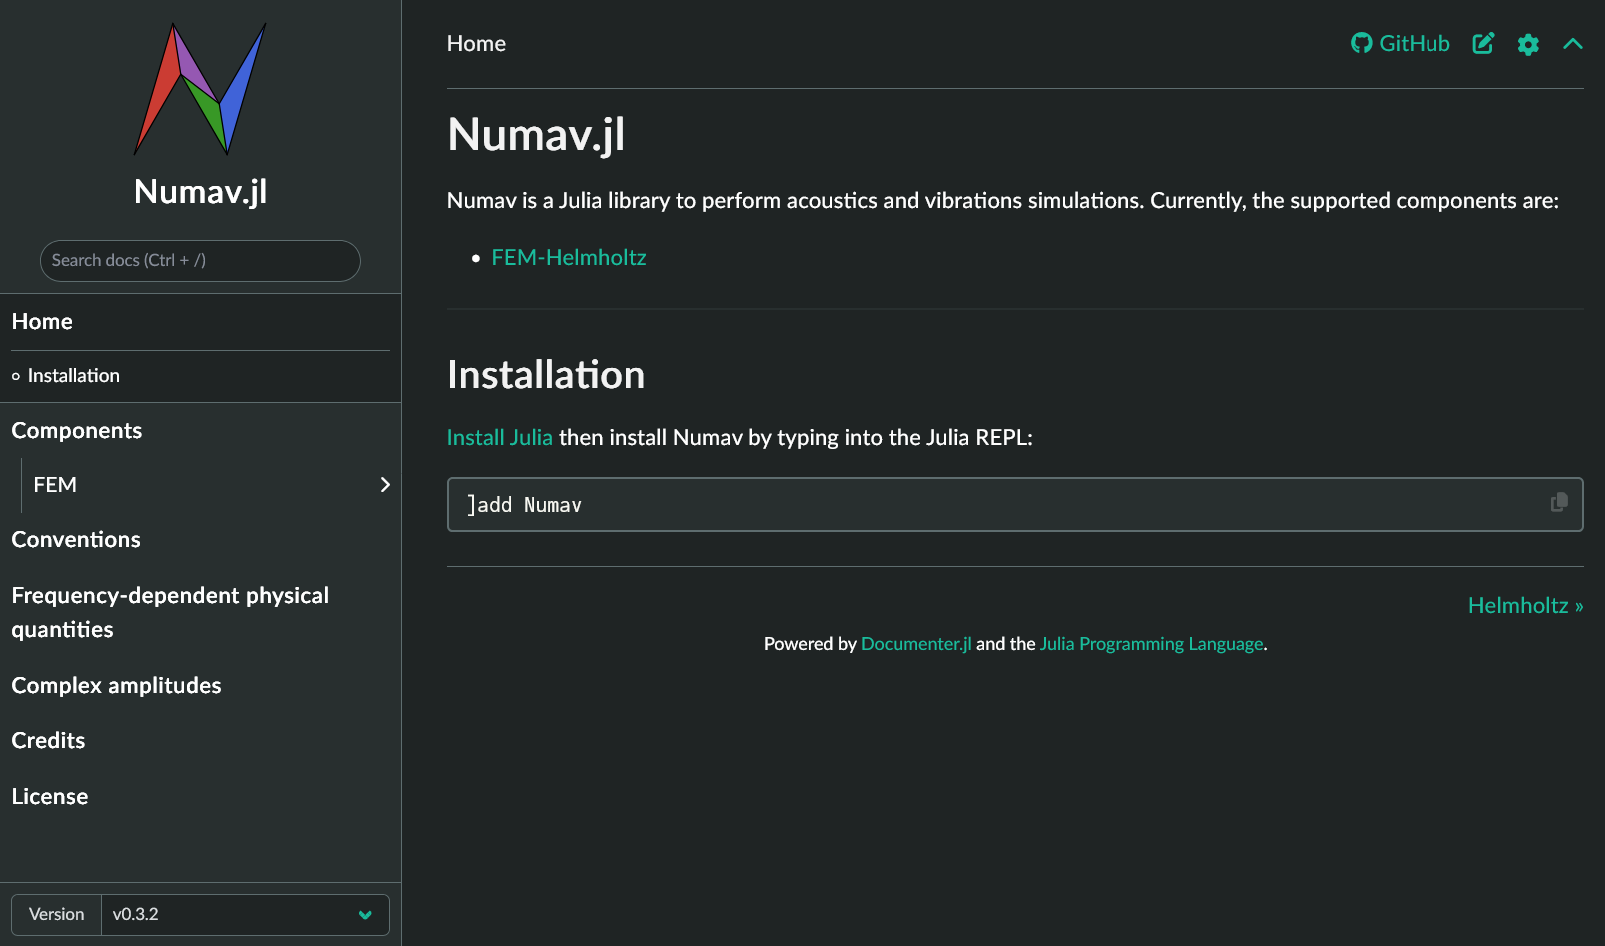 Numav.jl
Search docs (Ctrl + /)
Home
Installation
Components
FEM
Conventions
Frequency-dependent physical
quantities
Complex amplitudes
Credits
License
Version v0.3.2
Home
GitHub
Numav.jl
Numav is a Julia library to perform acoustics and vibrations simulations. Currently, the supported components are:
FEM-Helmholtz
Installation
Install Julia then install Numav by typing into the Julia REPL:
]add Numav
Helmholtz »
Powered by Documenter.jl and the Julia Programming Language.